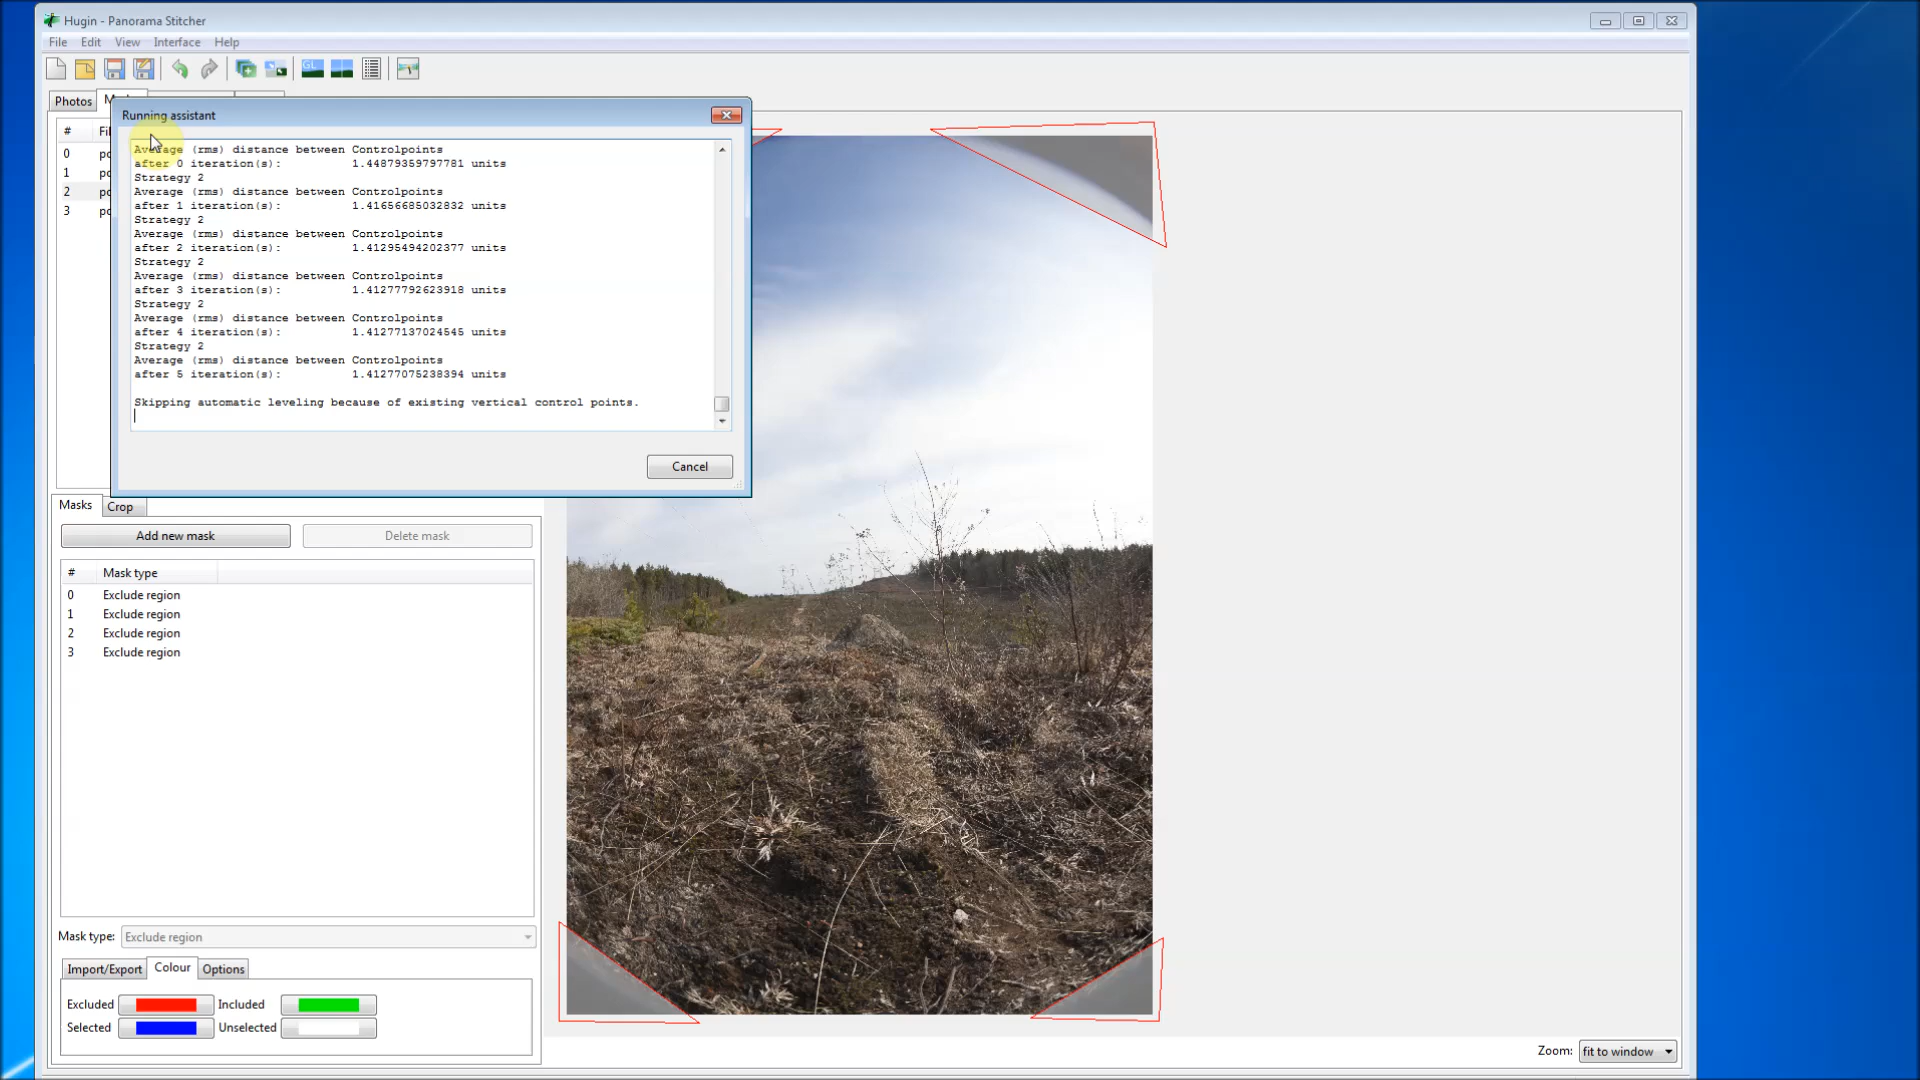 Hugin - Panorama Stitcher
File Edit View Interface Help
GL
Photos
Running assistant
Average (rms) distance between Controlpoints
after 0 iteration(s): 1.44879359797781 units
Strategy 2
Average (rms) distance between Controlpoints
after 1 iteration(s): 1.41656685032832 units
Strategy 2
Average (rms) distance between Controlpoints
after 2 iteration(s): 1.41295494202377 units
Strategy 2
Average (rms) distance between Controlpoints
after 3 iteration(s): 1.41277792623918 units
Strategy 2
Average (rms) distance between Controlpoints
after 4 iteration(s): 1.41277137024545 units
Strategy 2
Average (rms) distance between Controlpoints
after 5 iteration(s): 1.41277075238394 units
Skipping automatic leveling because of existing vertical control points.
Cancel
#
0
1
2
3
Masks Crop
Add new mask Delete mask
# Mask type
0 Exclude region
1 Exclude region
2 Exclude region
3 Exclude region
Mask type: Exclude region
Import/Export Colour Options
Excluded Included
Selected Unselected
Zoom: fit to window